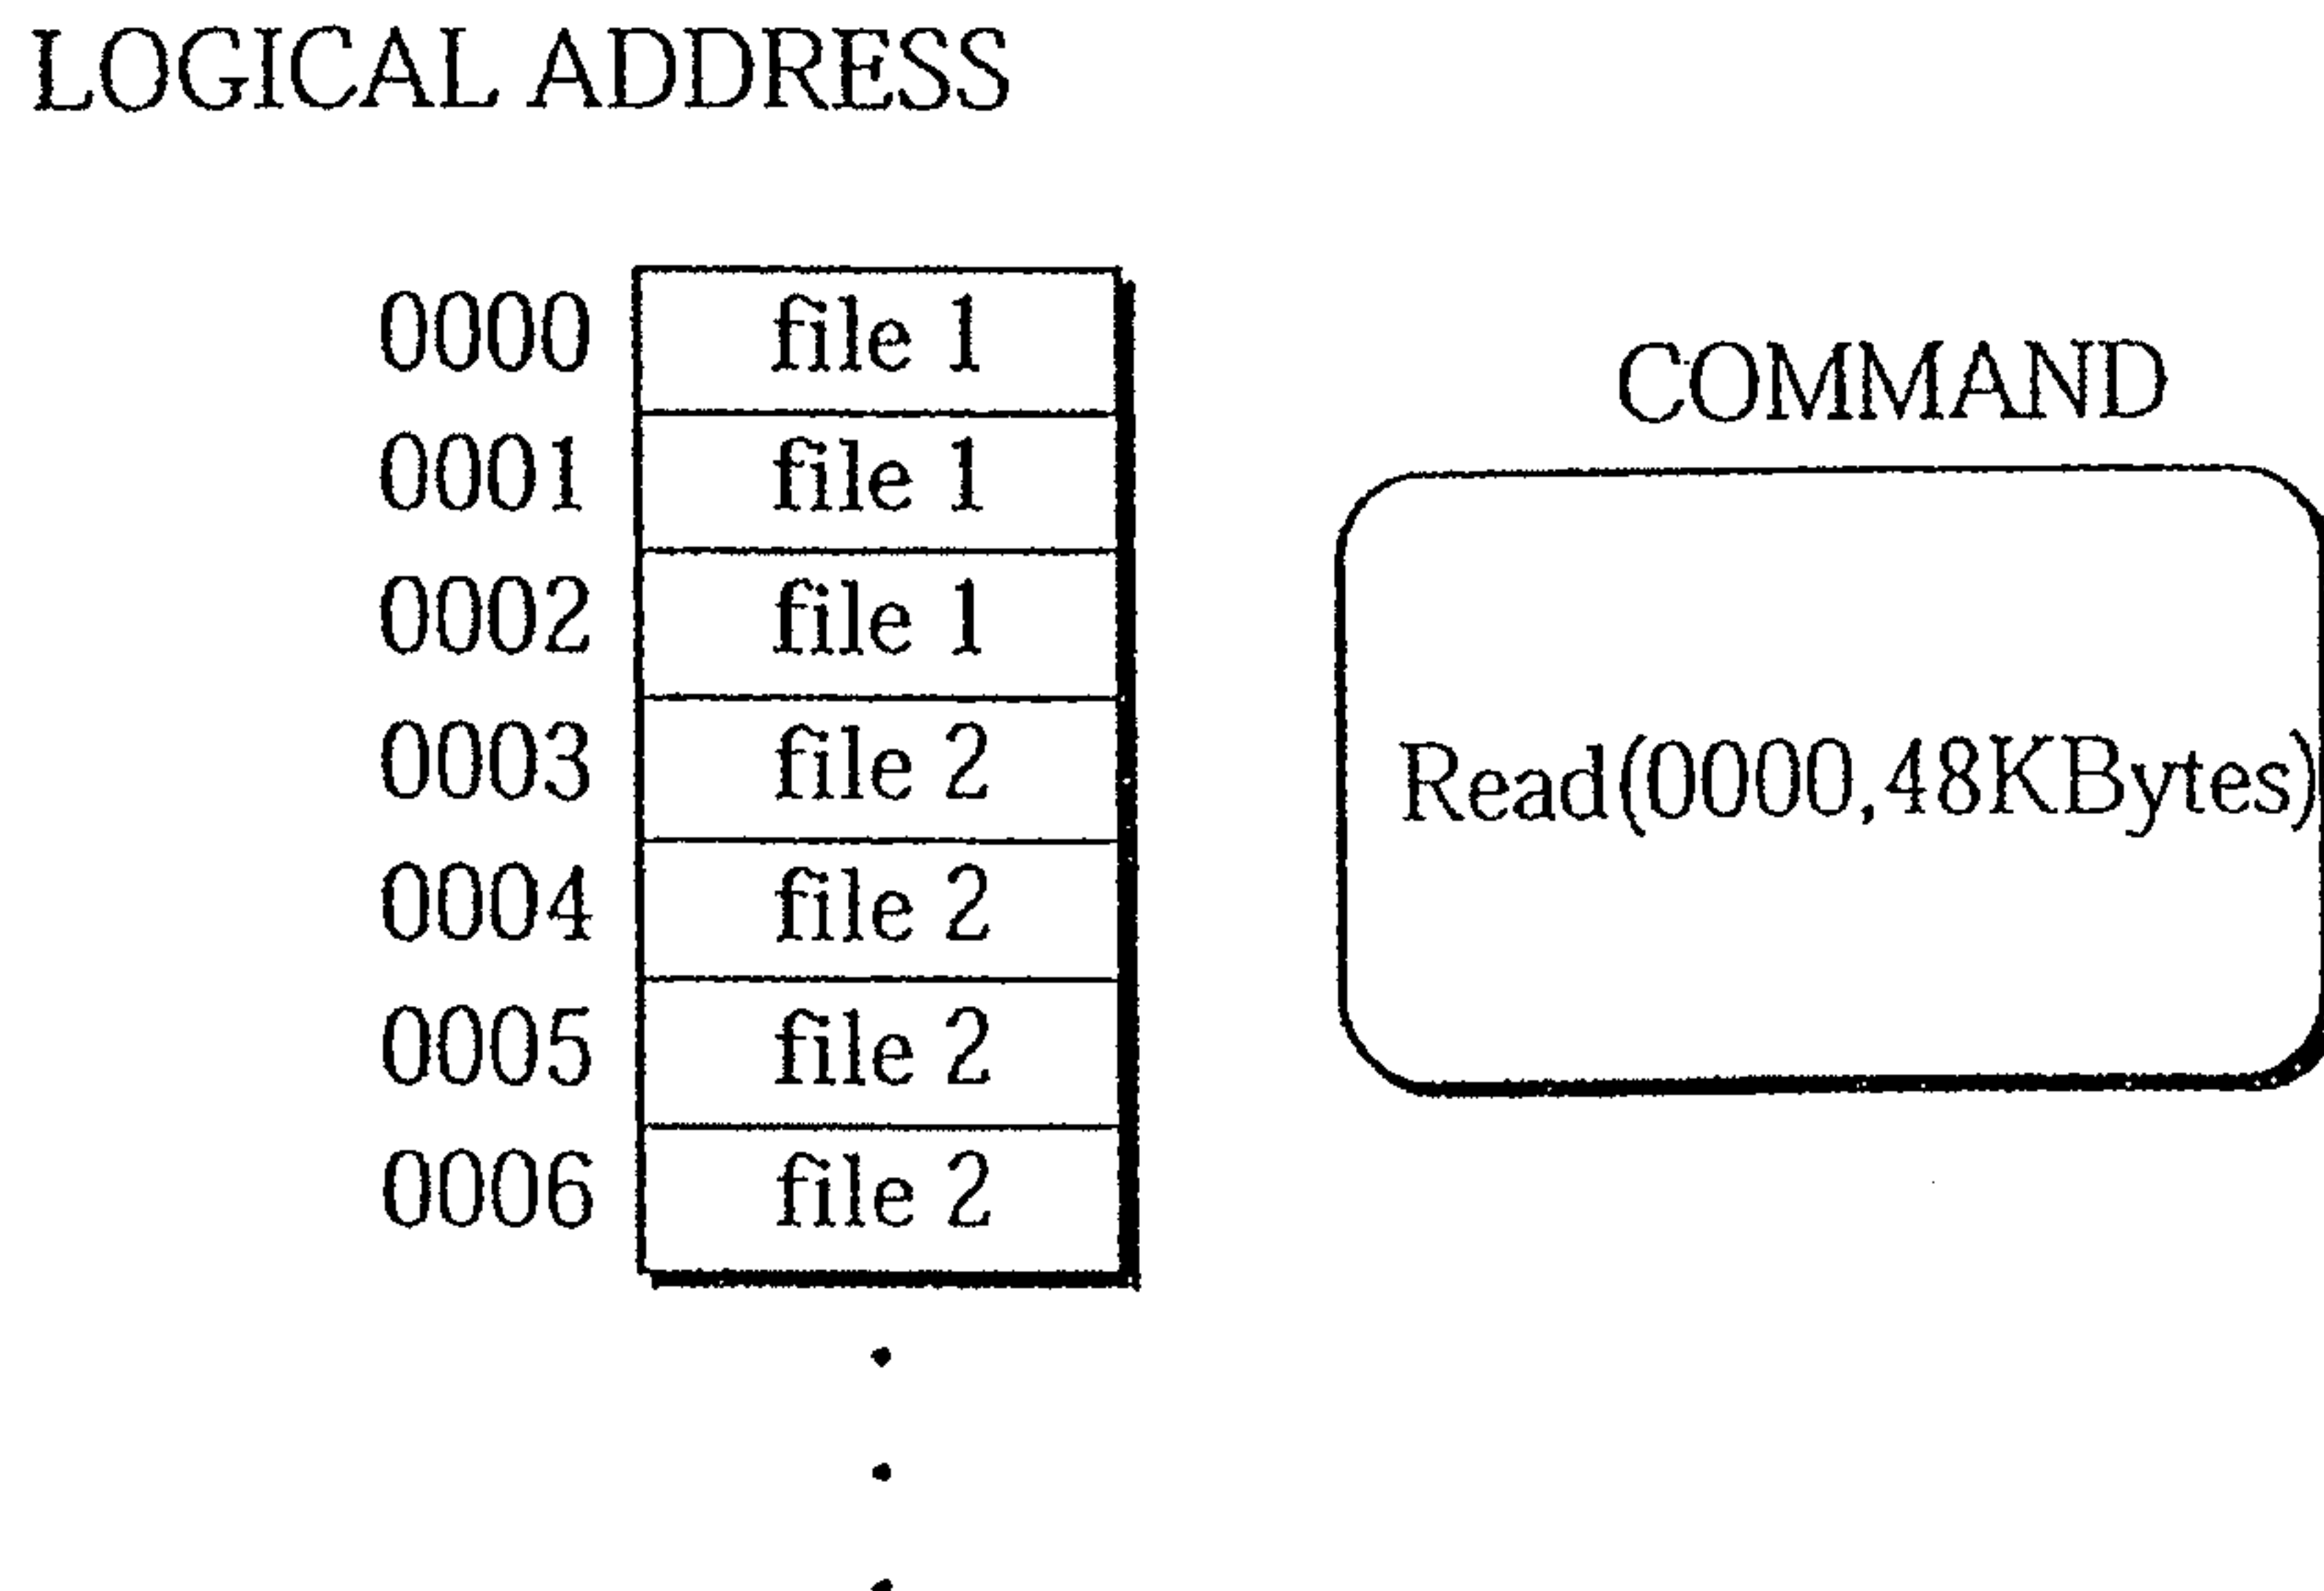 LOGICAL ADDRESS
0000 file 1
COMMAND
0001 file 1
0002 file 1
0003 file 2
Read(0000,48KBytes)
0004 file 2
0005 file 2
0006 file 2